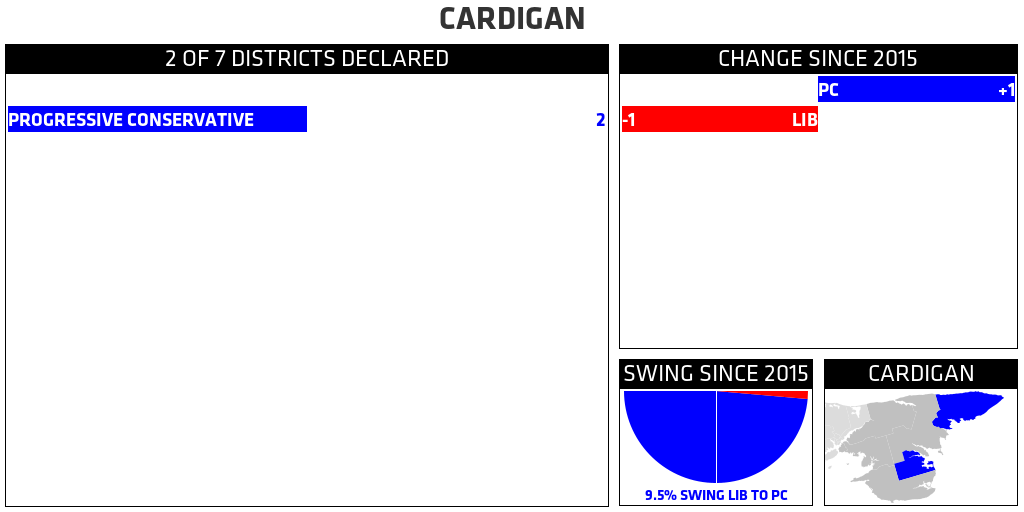 CARDIGAN
2 OF 7 DISTRICTS DECLARED
PROGRESSIVE CONSERVATIVE 2
CHANGE SINCE 2015
PC +1
-1 LIB
SWING SINCE 2015
9.5% SWING LIB TO PC
CARDIGAN